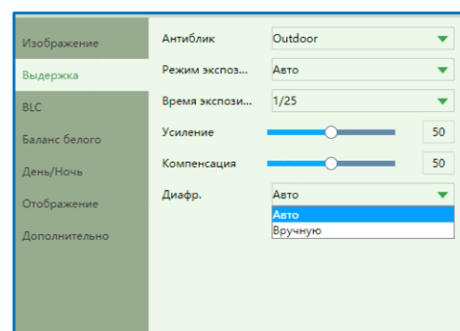 Изображение
Выдержка
BLC
Баланс белого
День/Ночь
Отображение
Дополнительно
Антиблик Outdoor
Режим экспоз... Авто
Время экспози... 1/25
Усиление 50
Компенсация 50
Диафр. Авто
Авто
Вручную